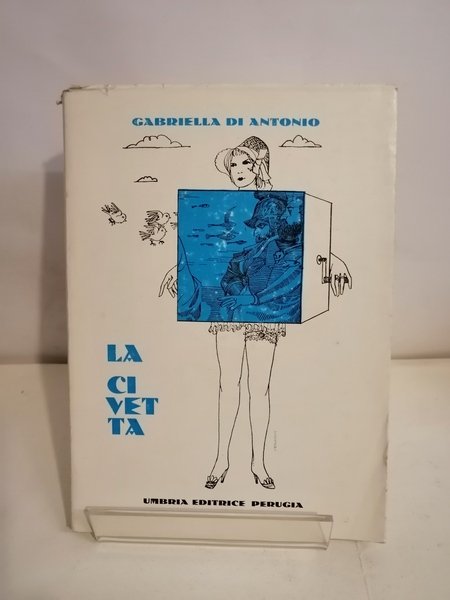 GABRIELLA DI ANTONIO
LA
CI
VET
TA
UMBRIA EDITRICE PERUGIA